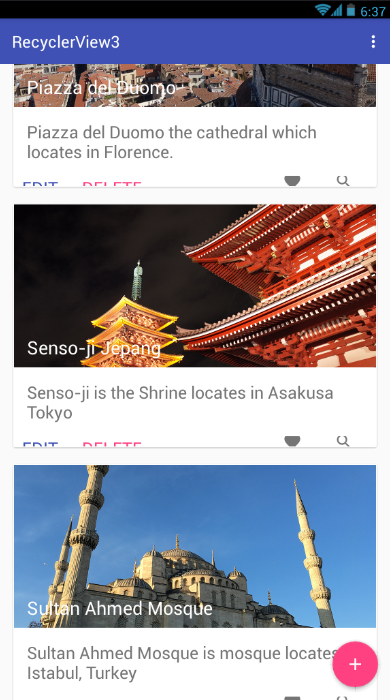 6:37
RecyclerView3
Piazza del Duomo
Piazza del Duomo the cathedral which
locates in Florence.
EDIT DELETE
Senso-ji Jepang
Senso-ji is the Shrine locates in Asakusa
Tokyo
EDIT DELETE
Sultan Ahmed Mosque
Sultan Ahmed Mosque is mosque locates
Istabul, Turkey